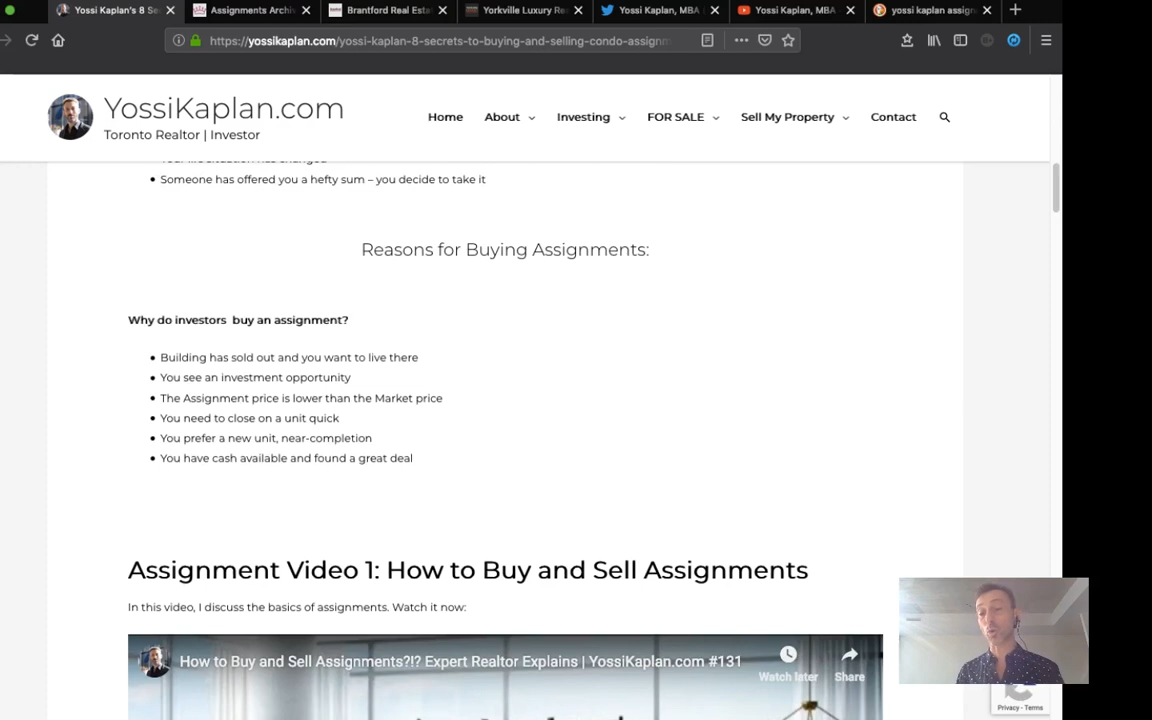 Yossi Kaplan's 8 Se
Assignments Archiv
Brantford Real Esta
Yorkville Luxury Re
Yossi Kaplan, MBA
Yossi Kaplan, MBA
yossi kaplan assign
https://yossikaplan.com/yossi-kaplan-8-secrets-to-buying-and-selling-condo-assignm
YossiKaplan.com
Toronto Realtor | Investor
Home
About
Investing
FOR SALE
Sell My Property
Contact
Your life situation has changed
Someone has offered you a hefty sum – you decide to take it
Reasons for Buying Assignments:
Why do investors buy an assignment?
Building has sold out and you want to live there
You see an investment opportunity
The Assignment price is lower than the Market price
You need to close on a unit quick
You prefer a new unit, near-completion
You have cash available and found a great deal
Assignment Video 1: How to Buy and Sell Assignments
In this video, I discuss the basics of assignments. Watch it now:
How to Buy and Sell Assignments?!? Expert Realtor Explains | YossiKaplan.com #131
Watch later
Share
Privacy - Terms